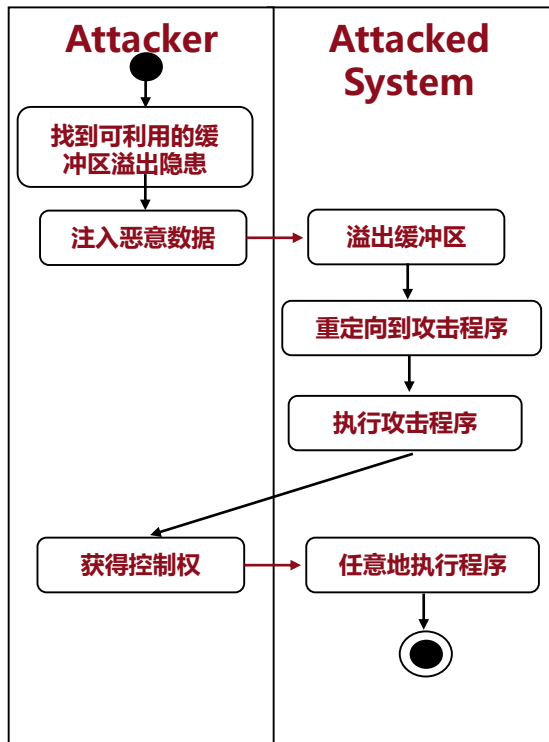 Attacker
Attacked
System
找到可利用的缓
冲区溢出隐患
注入恶意数据
溢出缓冲区
重定向到攻击程序
执行攻击程序
获得控制权
任意地执行程序